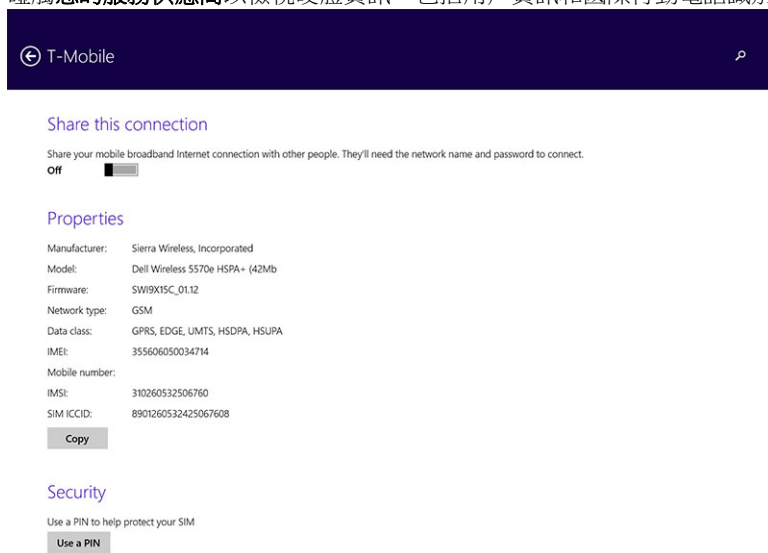 T-Mobile
Share this connection
Share your mobile broadband Internet connection with other people. They'll need the network name and password to connect.
Off
Properties
Manufacturer: Sierra Wireless, Incorporated
Model: Dell Wireless 5570e HSPA+ (42Mb
Firmware: SWI9X15C_01.12
Network type: GSM
Data class: GPRS, EDGE, UMTS, HSDPA, HSUPA
IMEI: 355606050034714
Mobile number:
IMSI: 310260532506760
SIM ICCID: 8901260532425067608
Copy
Security
Use a PIN to help protect your SIM
Use a PIN